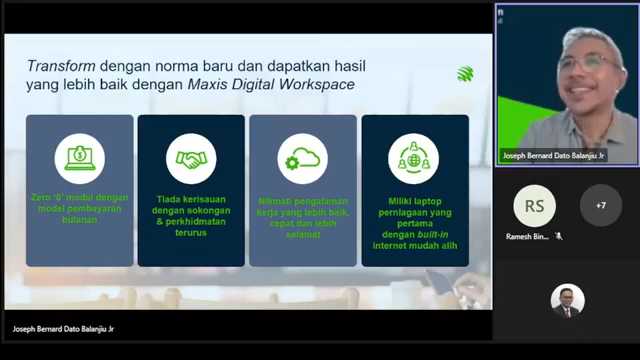 Transform dengan norma baru dan dapatkan hasil
yang lebih baik dengan Maxis Digital Workspace
Zero '0' modal dengan
model pembayaran
bulanan
Tiada kerisauan
dengan sokongan
& perkhidmatan
terurus
Nikmati pengalaman
kerja yang lebih baik,
cepat dan lebih
selamat
Miliki laptop
perniagaan yang
pertama
dengan built-in
internet mudah alih
Joseph Bernard Dato Balanjiu Jr
Joseph Bernard Dato Balanjiu Jr
RS
Ramesh Bin...
+7